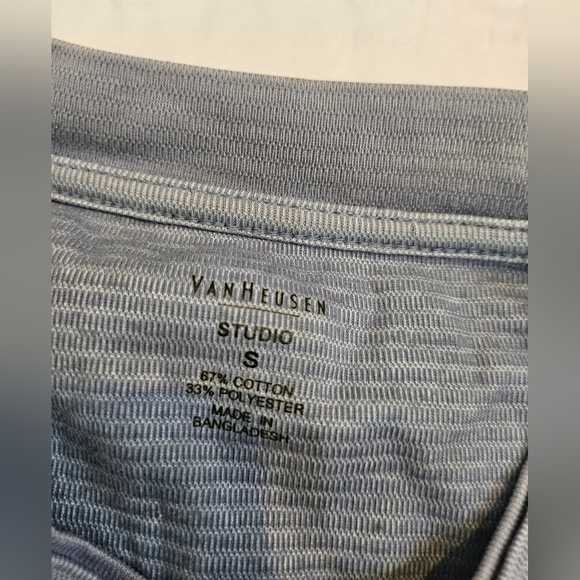 VAN HEUSEN
STUDIO
S
67% COTTON
33% POLYESTER
MADE IN
BANGLADESH